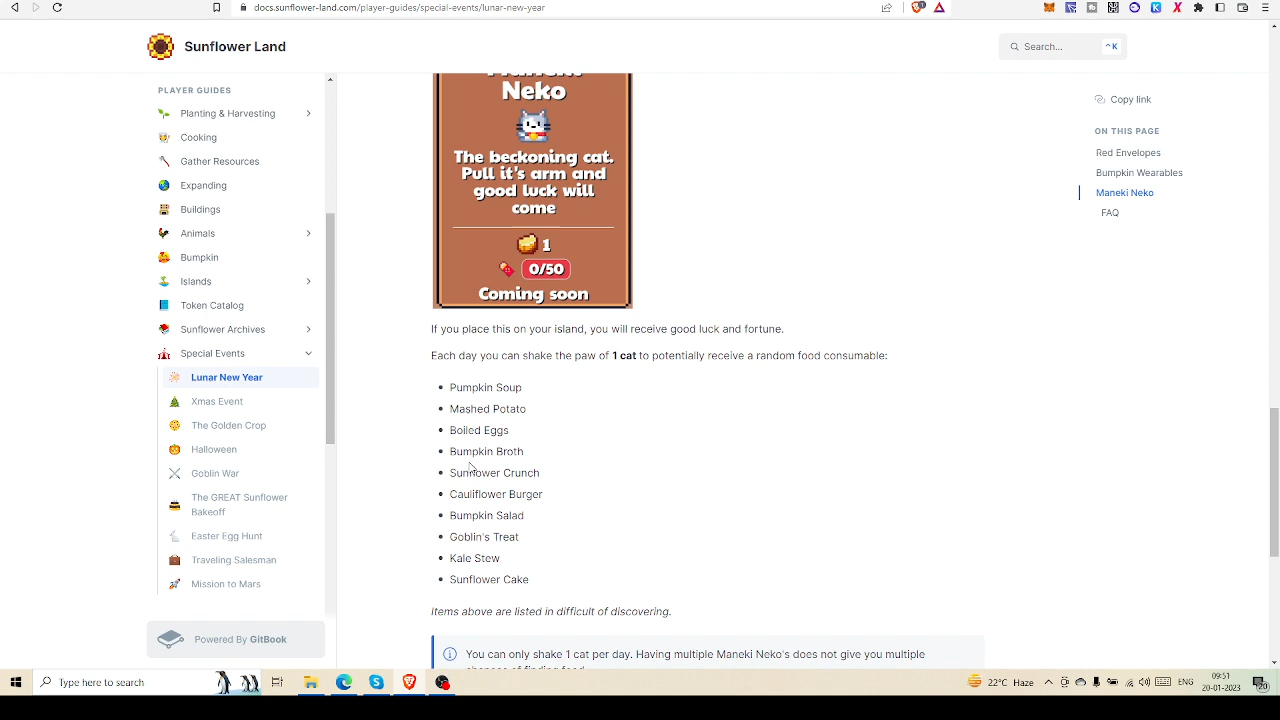 docs.sunflower-land.com/player-guides/special-events/lunar-new-year
Sunflower Land
Search...
K
PLAYER GUIDES
Planting & Harvesting
Cooking
Gather Resources
Expanding
Buildings
Animals
Bumpkin
Islands
Token Catalog
Sunflower Archives
Special Events
Lunar New Year
Xmas Event
The Golden Crop
Halloween
Goblin War
The GREAT Sunflower
Bakeoff
Easter Egg Hunt
Traveling Salesman
Mission to Mars
Powered By GitBook
Neko
The beckoning cat.
Pull it's arm and
good luck will
come
1
0/50
Coming soon
If you place this on your island, you will receive good luck and fortune.
Each day you can shake the paw of 1 cat to potentially receive a random food consumable:
Pumpkin Soup
Mashed Potato
Boiled Eggs
Bumpkin Broth
Sunflower Crunch
Cauliflower Burger
Bumpkin Salad
Goblin's Treat
Kale Stew
Sunflower Cake
Items above are listed in difficult of discovering.
You can only shake 1 cat per day. Having multiple Maneki Neko's does not give you multiple
Copy link
ON THIS PAGE
Red Envelopes
Bumpkin Wearables
Maneki Neko
FAQ
Type here to search
22°C Haze
ENG
09:51
20-01-2023